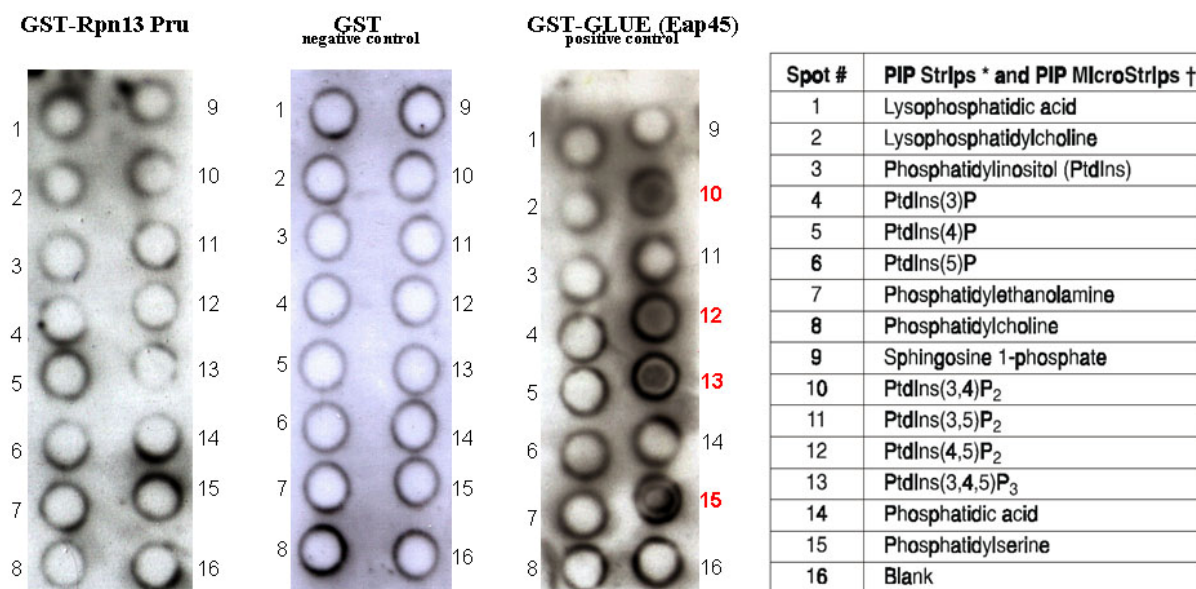 GST-Rpn13 Pru
GST
negative control
GST-GLUE (Eap45)
positive control
1
2
3
4
5
6
7
8
9
10
11
12
13
14
15
16
1
2
3
4
5
6
7
8
9
10
11
12
13
14
15
16
1
2
3
4
5
6
7
8
9
10
11
12
13
14
15
16
Spot # PIP Strips * and PIP MicroStrips †
1 Lysophosphatidic acid
2 Lysophosphatidylcholine
3 Phosphatidylinositol (PtdIns)
4 PtdIns(3)P
5 PtdIns(4)P
6 PtdIns(5)P
7 Phosphatidylethanolamine
8 Phosphatidylcholine
9 Sphingosine 1-phosphate
10 PtdIns(3,4)P₂
11 PtdIns(3,5)P₂
12 PtdIns(4,5)P₂
13 PtdIns(3,4,5)P₃
14 Phosphatidic acid
15 Phosphatidylserine
16 Blank